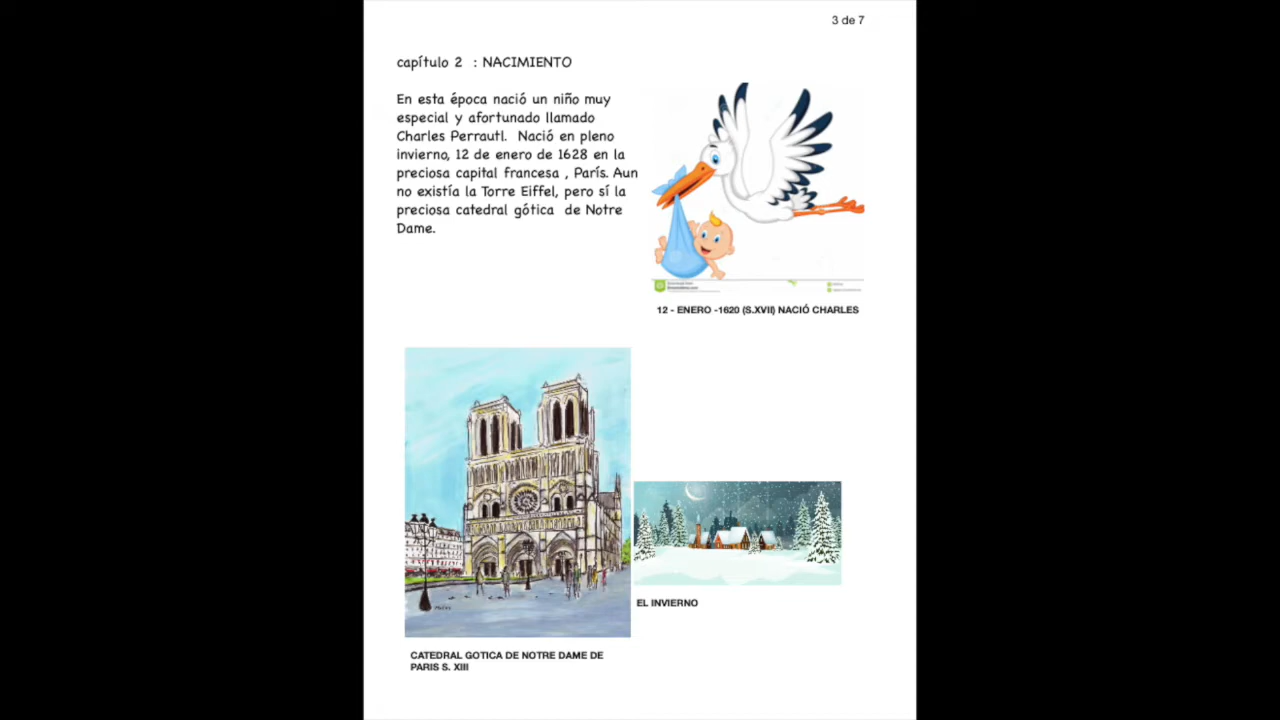 3 de 7
capítulo 2 : NACIMIENTO
En esta época nació un niño muy
especial y afortunado llamado
Charles Perrautl. Nació en pleno
invierno, 12 de enero de 1628 en la
preciosa capital francesa , París. Aun
no existía la Torre Eiffel, pero sí la
preciosa catedral gótica de Notre
Dame.
12 - ENERO -1620 (S.XVII) NACIÓ CHARLES
EL INVIERNO
CATEDRAL GOTICA DE NOTRE DAME DE
PARIS S. XIII